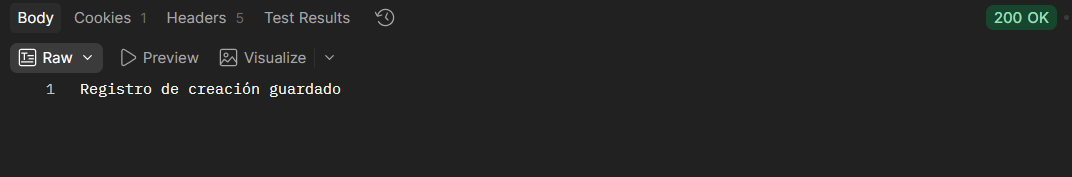 Body Cookies 1 Headers 5 Test Results 200 OK
Raw Preview Visualize
1 Registro de creación guardado